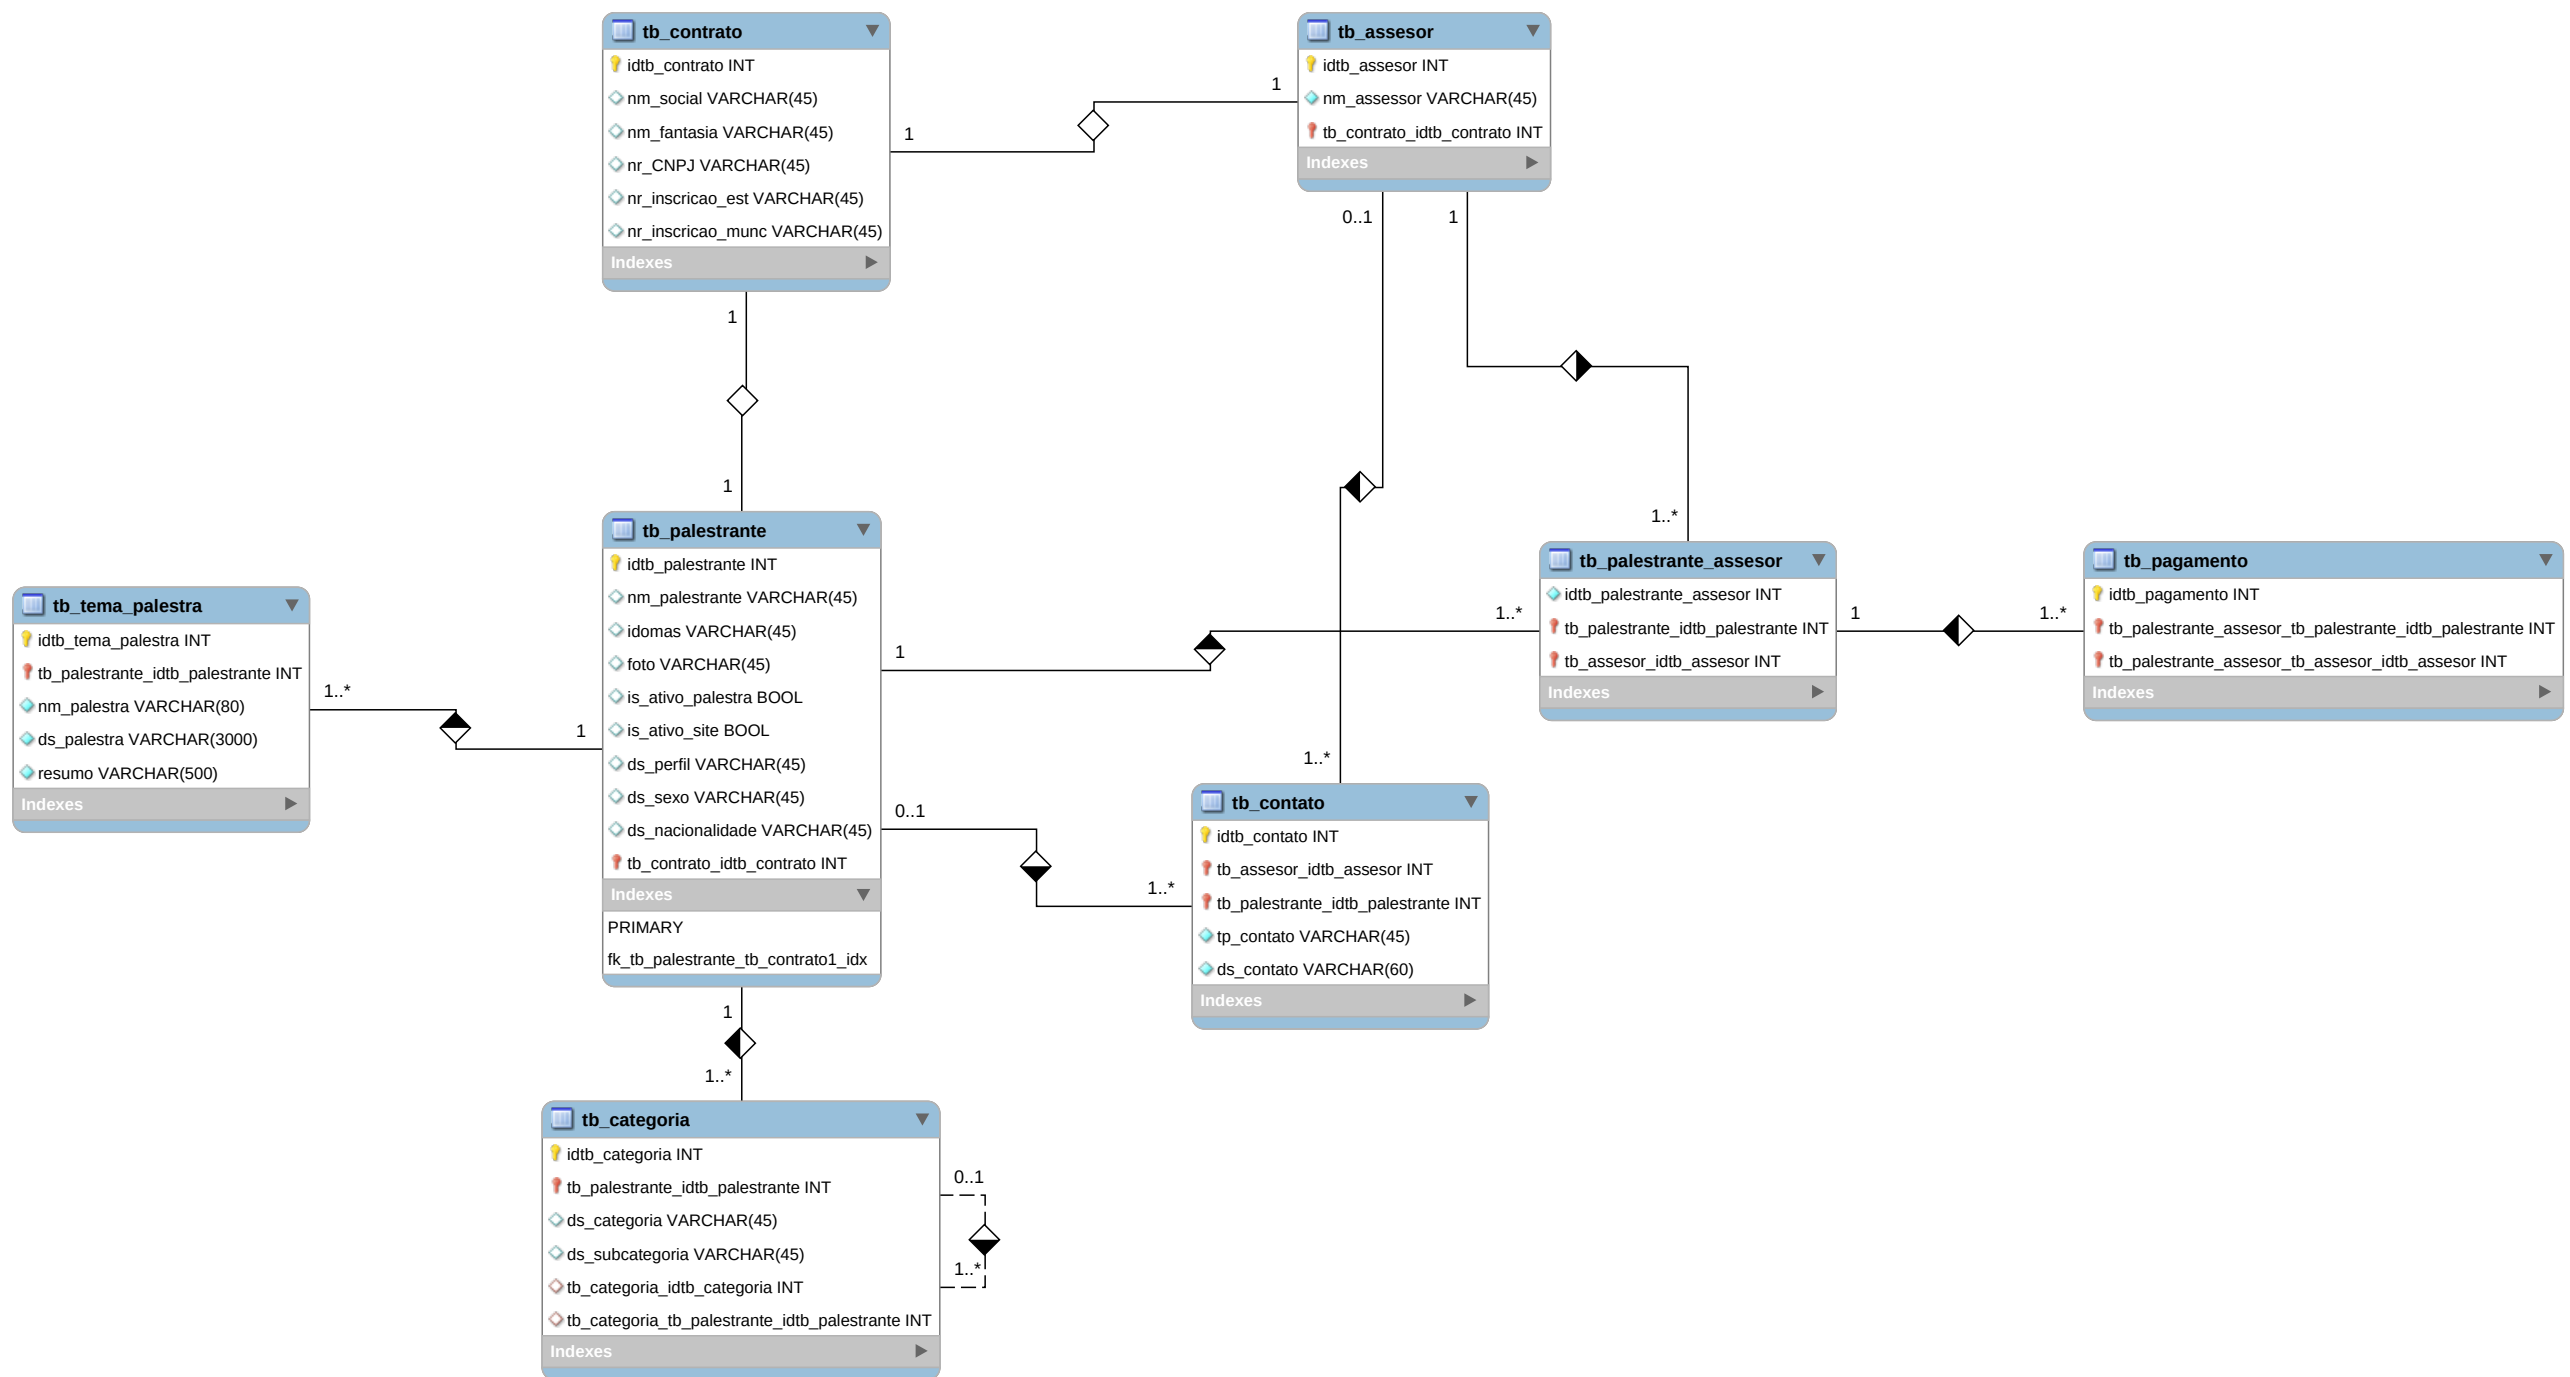 tb_contrato
idtb_contrato INT
nm_social VARCHAR(45)
nm_fantasia VARCHAR(45)
nr_CNPJ VARCHAR(45)
nr_inscricao_est VARCHAR(45)
nr_inscricao_munc VARCHAR(45)
Indexes
1
1
tb_assesor
idtb_assesor INT
nm_assessor VARCHAR(45)
tb_contrato_idtb_contrato INT
Indexes
0..1
1
1
1
1..*
tb_palestrante
idtb_palestrante INT
nm_palestrante VARCHAR(45)
idomas VARCHAR(45)
foto VARCHAR(45)
is_ativo_palestra BOOL
is_ativo_site BOOL
ds_perfil VARCHAR(45)
ds_sexo VARCHAR(45)
ds_nacionalidade VARCHAR(45)
tb_contrato_idtb_contrato INT
Indexes
PRIMARY
fk_tb_palestrante_tb_contrato1_idx
tb_tema_palestra
idtb_tema_palestra INT
tb_palestrante_idtb_palestrante INT
nm_palestra VARCHAR(80)
ds_palestra VARCHAR(3000)
resumo VARCHAR(500)
Indexes
1..*
1
1
1..*
tb_palestrante_assesor
idtb_palestrante_assesor INT
tb_palestrante_idtb_palestrante INT
tb_assesor_idtb_assesor INT
Indexes
1
1..*
tb_pagamento
idtb_pagamento INT
tb_palestrante_assesor_tb_palestrante_idtb_palestrante INT
tb_palestrante_assesor_tb_assesor_idtb_assesor INT
Indexes
0..1
1..*
1..*
tb_contato
idtb_contato INT
tb_assesor_idtb_assesor INT
tb_palestrante_idtb_palestrante INT
tp_contato VARCHAR(45)
ds_contato VARCHAR(60)
Indexes
1
1..*
tb_categoria
idtb_categoria INT
tb_palestrante_idtb_palestrante INT
ds_categoria VARCHAR(45)
ds_subcategoria VARCHAR(45)
tb_categoria_idtb_categoria INT
tb_categoria_tb_palestrante_idtb_palestrante INT
Indexes
0..1
1..*